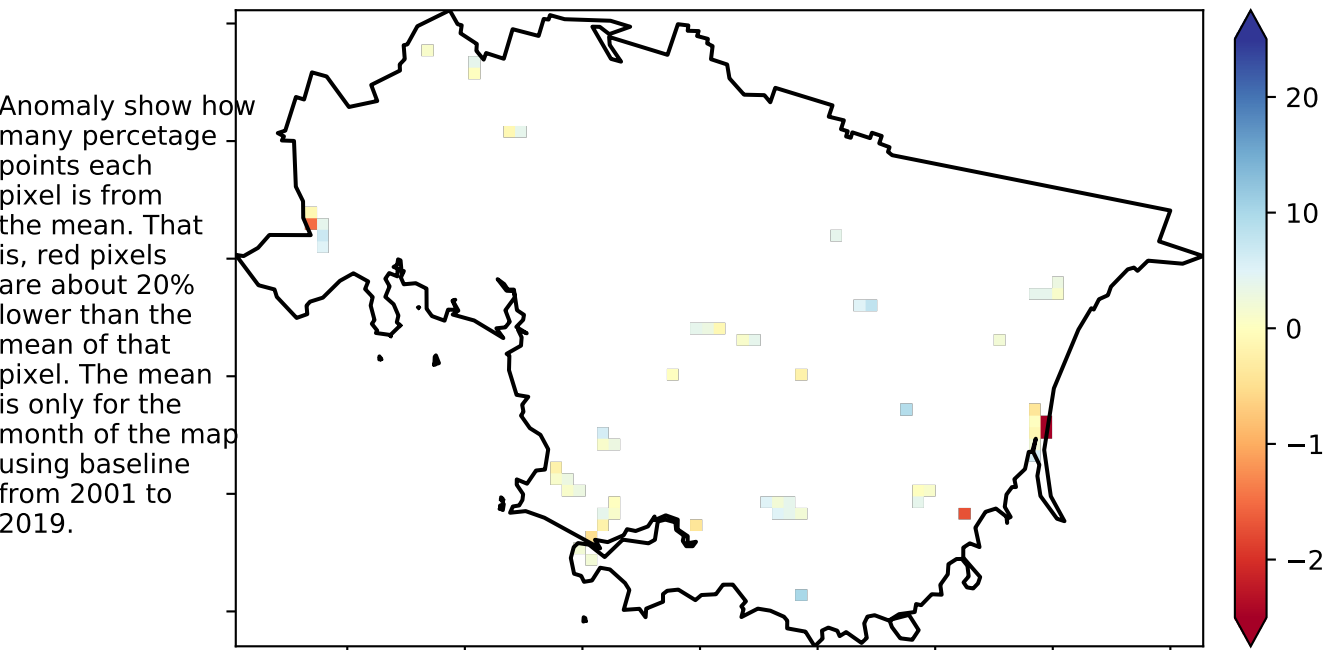 Anomaly show how
many percetage
points each
pixel is from
the mean. That
is, red pixels
are about 20%
lower than the
mean of that
pixel. The mean
is only for the
month of the map
using baseline
from 2001 to
2019.
20
10
0
−1
−2